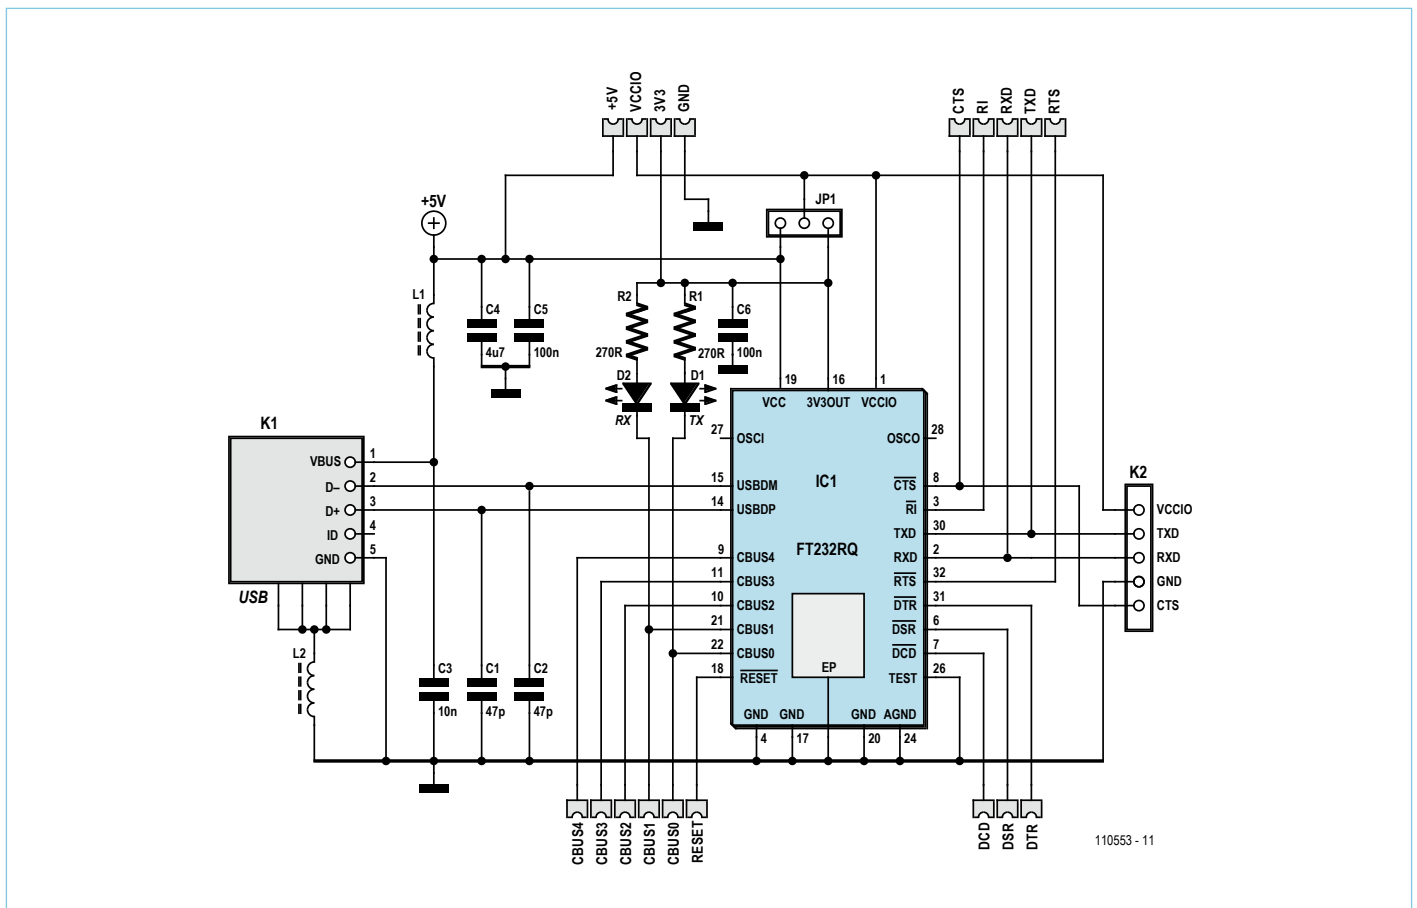 +5V
VCCIO
3V3
GND
CTS
RI
RXD
TXD
RTS
+5V
JP1
L1
C4
4u7
C5
100n
R2
270R
R1
270R
C6
100n
D2
RX
D1
TX
K1
VBUS 1
D– 2
D+ 3
ID 4
GND 5
USB
L2
C3
10n
C1
47p
C2
47p
19 16 1
VCC 3V3OUT VCCIO
27 OSCI
OSCO 28
15 USBDM
14 USBDP
9 CBUS4
11 CBUS3
10 CBUS2
21 CBUS1
22 CBUS0
18 RESET
IC1
FT232RQ
EP
CTS 8
RI 3
TXD 30
RXD 2
RTS 32
DTR 31
DSR 6
DCD 7
TEST 26
GND GND GND AGND
4 17 20 24
K2
VCCIO
TXD
RXD
GND
CTS
CBUS4
CBUS3
CBUS2
CBUS1
CBUS0
RESET
DCD
DSR
DTR
110553 - 11